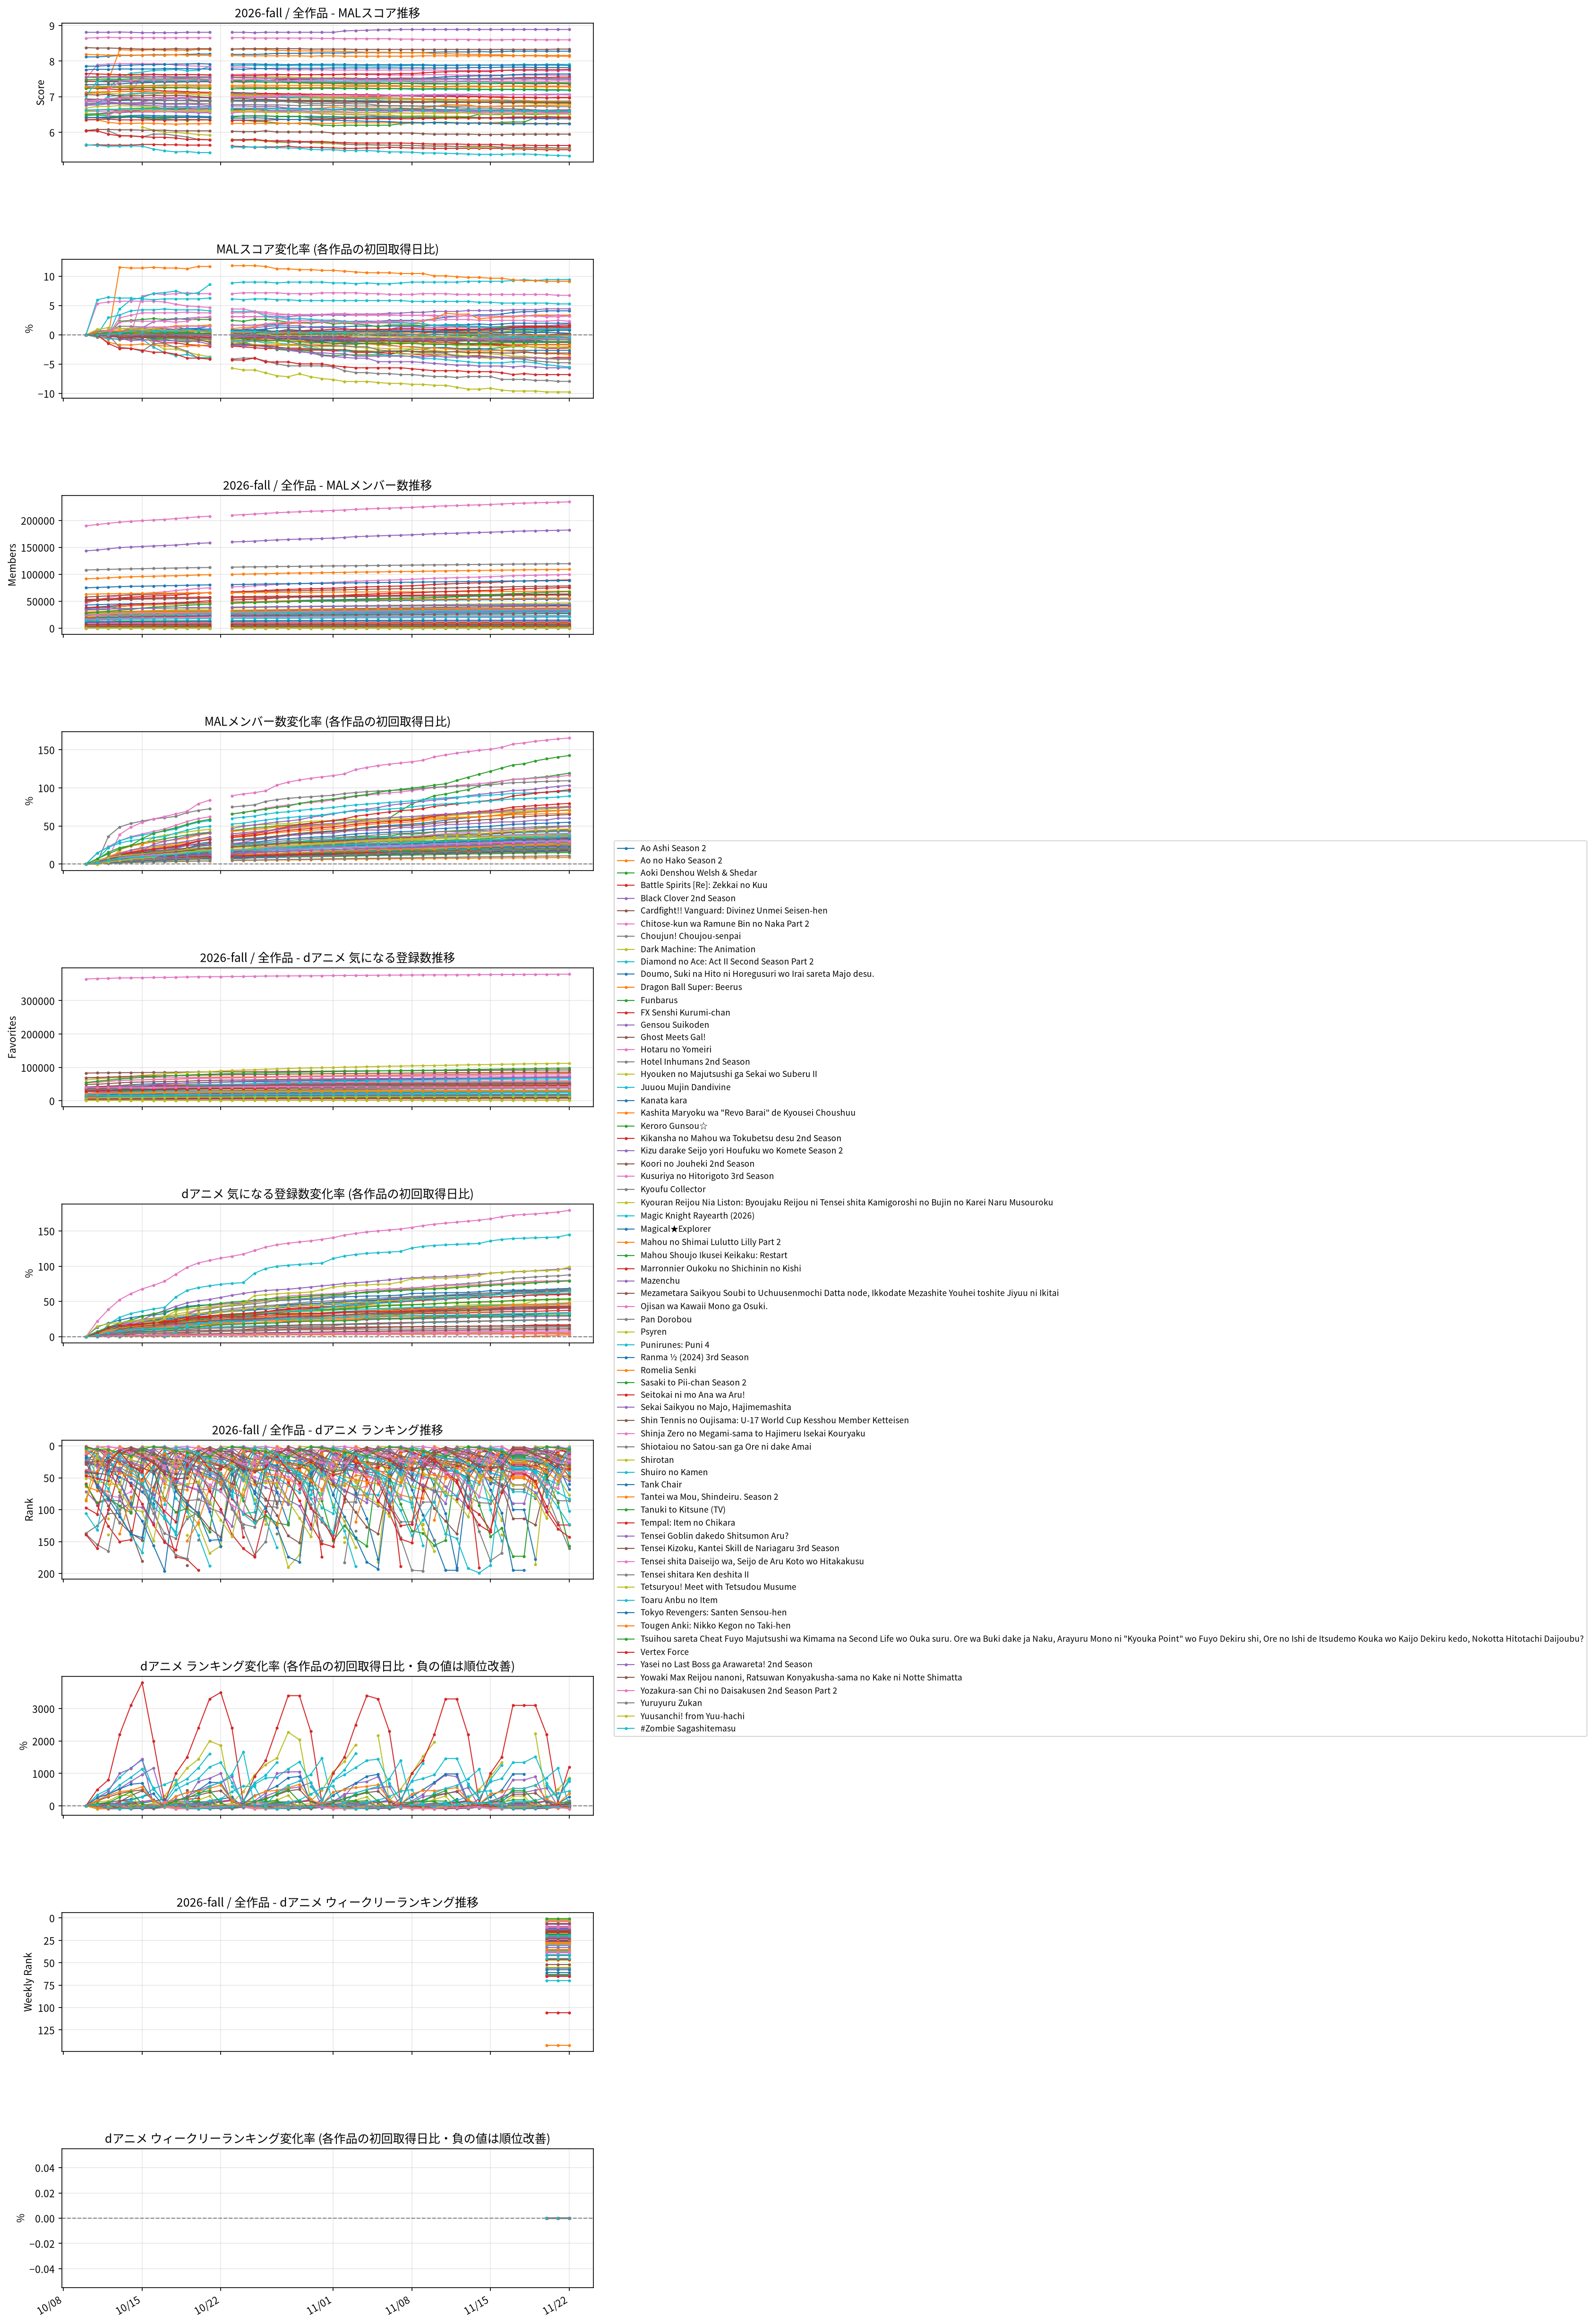 2026-fall / 全作品 - MALスコア推移
9
8
7
6
Score
MALスコア変化率 (各作品の初回取得日比)
10
5
0
−5
−10
%
2026-fall / 全作品 - MALメンバー数推移
200000
150000
100000
50000
0
Members
MALメンバー数変化率 (各作品の初回取得日比)
150
100
50
0
%
2026-fall / 全作品 - dアニメ 気になる登録数推移
300000
200000
100000
0
Favorites
dアニメ 気になる登録数変化率 (各作品の初回取得日比)
150
100
50
0
%
2026-fall / 全作品 - dアニメ ランキング推移
0
50
100
150
200
Rank
dアニメ ランキング変化率 (各作品の初回取得日比・負の値は順位改善)
3000
2000
1000
0
%
2026-fall / 全作品 - dアニメ ウィークリーランキング推移
0
25
50
75
100
125
Weekly Rank
dアニメ ウィークリーランキング変化率 (各作品の初回取得日比・負の値は順位改善)
0.04
0.02
0.00
−0.02
−0.04
%
10/08
10/15
10/22
11/01
11/08
11/15
11/22
Ao Ashi Season 2
Ao no Hako Season 2
Aoki Denshou Welsh & Shedar
Battle Spirits [Re]: Zekkai no Kuu
Black Clover 2nd Season
Cardfight!! Vanguard: Divinez Unmei Seisen-hen
Chitose-kun wa Ramune Bin no Naka Part 2
Choujun! Choujou-senpai
Dark Machine: The Animation
Diamond no Ace: Act II Second Season Part 2
Doumo, Suki na Hito ni Horegusuri wo Irai sareta Majo desu.
Dragon Ball Super: Beerus
Funbarus
FX Senshi Kurumi-chan
Gensou Suikoden
Ghost Meets Gal!
Hotaru no Yomeiri
Hotel Inhumans 2nd Season
Hyouken no Majutsushi ga Sekai wo Suberu II
Juuou Mujin Dandivine
Kanata kara
Kashita Maryoku wa "Revo Barai" de Kyousei Choushuu
Keroro Gunsou☆
Kikansha no Mahou wa Tokubetsu desu 2nd Season
Kizu darake Seijo yori Houfuku wo Komete Season 2
Koori no Jouheki 2nd Season
Kusuriya no Hitorigoto 3rd Season
Kyoufu Collector
Kyouran Reijou Nia Liston: Byoujaku Reijou ni Tensei shita Kamigoroshi no Bujin no Karei Naru Musouroku
Magic Knight Rayearth (2026)
Magical★Explorer
Mahou no Shimai Lulutto Lilly Part 2
Mahou Shoujo Ikusei Keikaku: Restart
Marronnier Oukoku no Shichinin no Kishi
Mazenchu
Mezametara Saikyou Soubi to Uchuusenmochi Datta node, Ikkodate Mezashite Youhei toshite Jiyuu ni Ikitai
Ojisan wa Kawaii Mono ga Osuki.
Pan Dorobou
Psyren
Punirunes: Puni 4
Ranma ½ (2024) 3rd Season
Romelia Senki
Sasaki to Pii-chan Season 2
Seitokai ni mo Ana wa Aru!
Sekai Saikyou no Majo, Hajimemashita
Shin Tennis no Oujisama: U-17 World Cup Kesshou Member Ketteisen
Shinja Zero no Megami-sama to Hajimeru Isekai Kouryaku
Shiotaiou no Satou-san ga Ore ni dake Amai
Shirotan
Shuiro no Kamen
Tank Chair
Tantei wa Mou, Shindeiru. Season 2
Tanuki to Kitsune (TV)
Tempal: Item no Chikara
Tensei Goblin dakedo Shitsumon Aru?
Tensei Kizoku, Kantei Skill de Nariagaru 3rd Season
Tensei shita Daiseijo wa, Seijo de Aru Koto wo Hitakakusu
Tensei shitara Ken deshita II
Tetsuryou! Meet with Tetsudou Musume
Toaru Anbu no Item
Tokyo Revengers: Santen Sensou-hen
Tougen Anki: Nikko Kegon no Taki-hen
Tsuihou sareta Cheat Fuyo Majutsushi wa Kimama na Second Life wo Ouka suru. Ore wa Buki dake ja Naku, Arayuru Mono ni "Kyouka Point" wo Fuyo Dekiru shi, Ore no Ishi de Itsudemo Kouka wo Kaijo Dekiru kedo, Nokotta Hitotachi Daijoubu?
Vertex Force
Yasei no Last Boss ga Arawareta! 2nd Season
Yowaki Max Reijou nanoni, Ratsuwan Konyakusha-sama no Kake ni Notte Shimatta
Yozakura-san Chi no Daisakusen 2nd Season Part 2
Yuruyuru Zukan
Yuusanchi! from Yuu-hachi
#Zombie Sagashitemasu